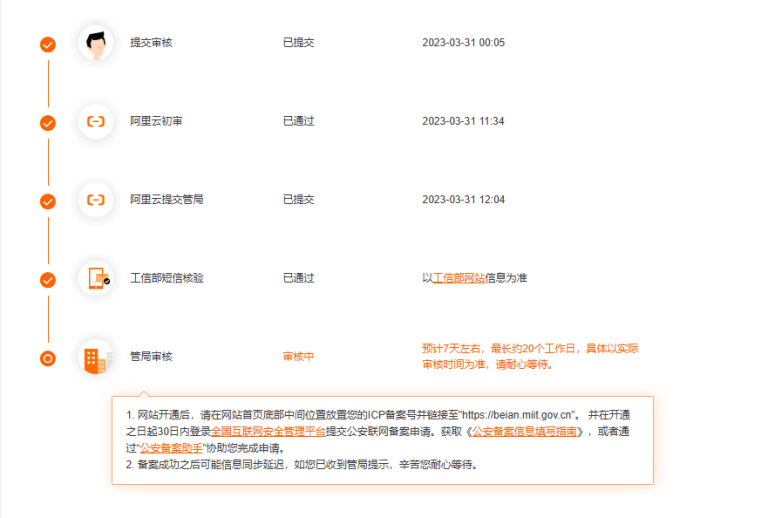 提交审核 已提交 2023-03-31 00:05
阿里云初审 已通过 2023-03-31 11:34
阿里云提交管局 已提交 2023-03-31 12:04
工信部短信核验 已通过 以工信部网站信息为准
管局审核 审核中 预计7天左右，最长约20个工作日，具体以实际
审核时间为准，请耐心等待。
1. 网站开通后，请在网站首页底部中间位置放置您的ICP备案号并链接至"https://beian.miit.gov.cn"。 并在开通
之日起30日内登录全国互联网安全管理平台提交公安联网备案申请。获取《公安备案信息填写指南》，或者通
过“公安备案助手”协助您完成申请。
2. 备案成功之后可能信息同步延迟，如您已收到管局提示，辛苦您耐心等待。